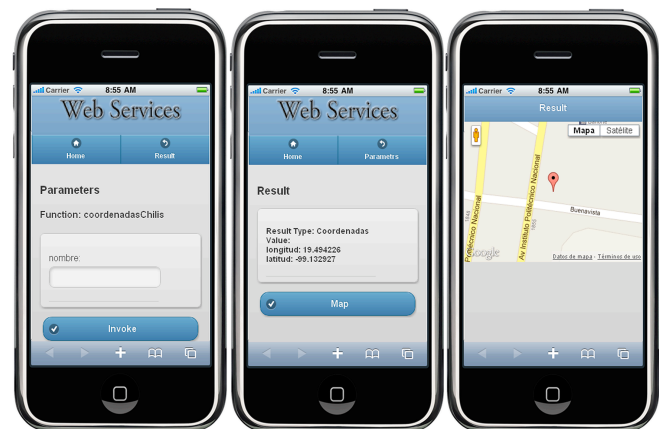 Carrier 8:55 AM
Web Services
Home Result
Parameters
Function: coordenadasChilis
nombre:
Invoke
Carrier 8:55 AM
Web Services
Home Parametrs
Result
Result Type: Coordenadas
Value:
longitud: 19.494226
latitud: -99.132927
Map
Carrier 8:55 AM
Result
Mapa Satélite
Politécnico Nacional
Av Instituto Politécnico Nacional
Buenavista
Google
Datos de mapa - Términos de uso